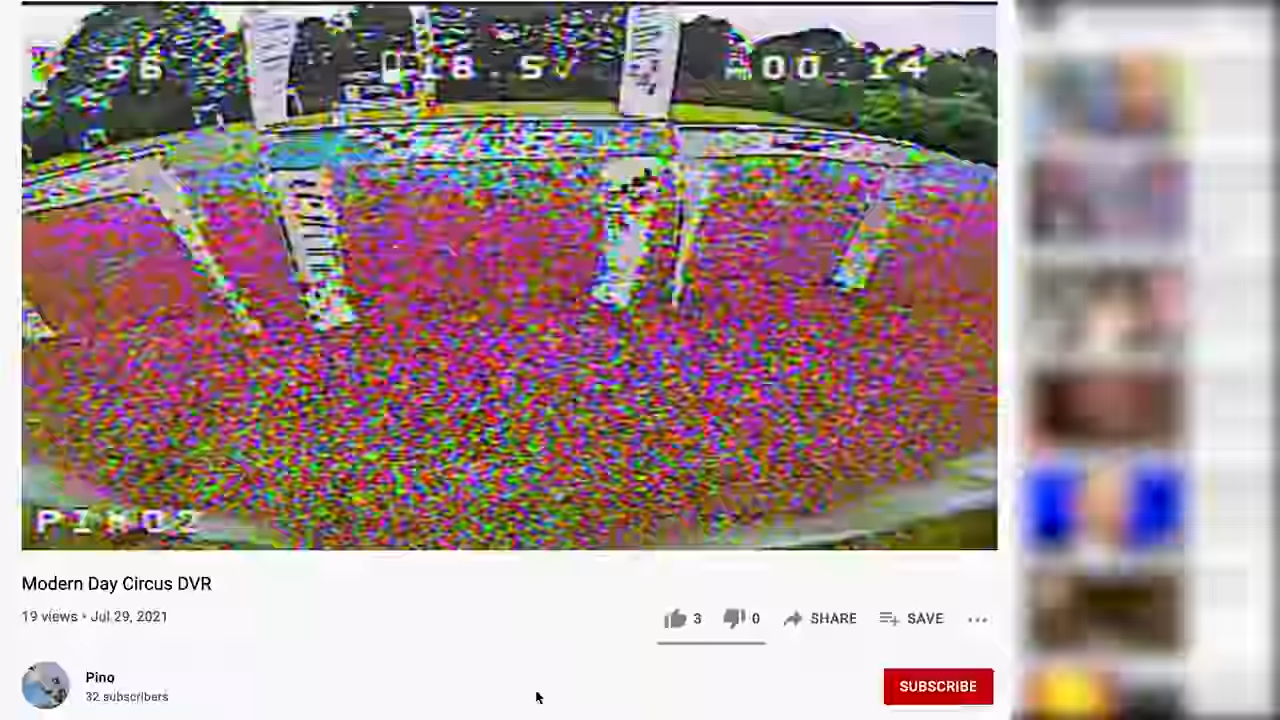 56 18.5V 00:14
Modern Day Circus DVR
19 views • Jul 29, 2021
3 0 SHARE SAVE
Pino
32 subscribers
SUBSCRIBE